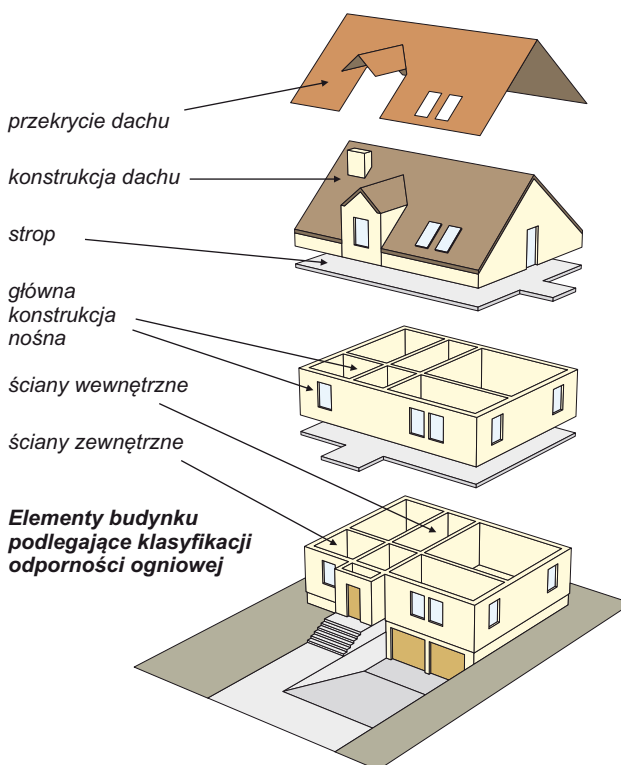 przekrycie dachu
konstrukcja dachu
strop
główna
konstrukcja
nośna
ściany wewnętrzne
ściany zewnętrzne
Elementy budynku
podlegające klasyfikacji
odporności ogniowej